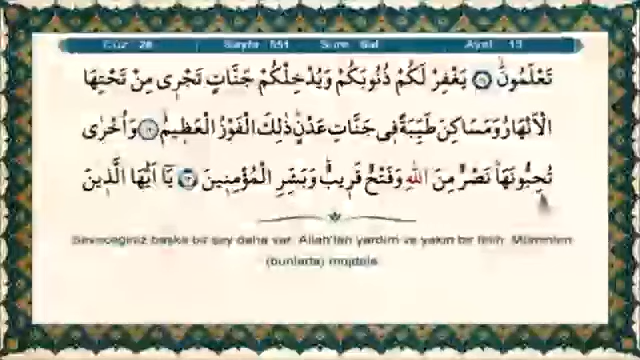 Cüz 28 Sayfa 551 Sure Saf Ayet 13
تَعْلَمُونَۙ ﴿١١﴾ يَغْفِرْ لَكُمْ ذُنُوبَكُمْ وَيُدْخِلْكُمْ جَنَّاتٍ تَجْرٖى مِنْ تَحْتِهَا
الْاَنْهَارُ وَمَسَاكِنَ طَيِّبَةً فٖى جَنَّاتِ عَدْنٍۜ ذٰلِكَ الْفَوْزُ الْعَظٖيمُۙ ﴿١٢﴾ وَاُخْرٰى
تُحِبُّونَهَاۜ نَصْرٌ مِنَ اللّٰهِ وَفَتْحٌ قَرٖيبٌۜ وَبَشِّرِ الْمُؤْمِنٖينَ ﴿١٣﴾ يَٓا اَيُّهَا الَّذٖينَ
Seveceğiniz başka bir şey daha var: Allah'tan yardım ve yakın bir fetih. Müminleri
(bunlarla) müjdele.